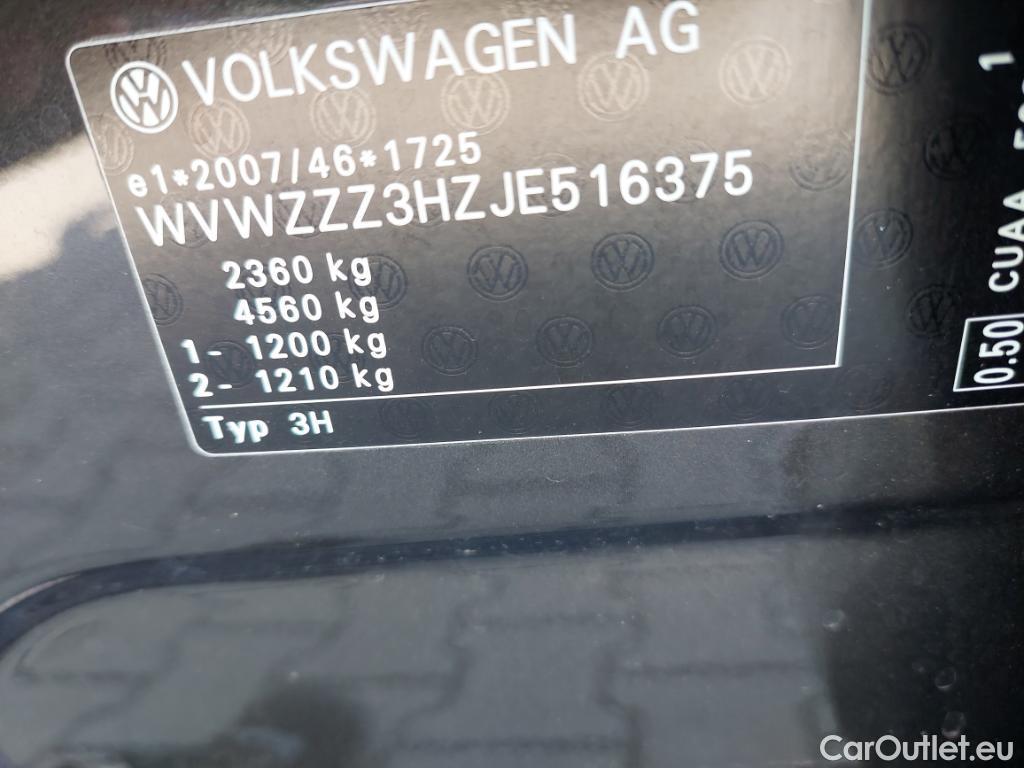 VOLKSWAGEN AG
e1*2007/46*1725
WVWZZZ3HZJE516375
2360 kg
4560 kg
1- 1200 kg
2- 1210 kg
Typ 3H
1
CUAA
0.50
CarOutlet.eu